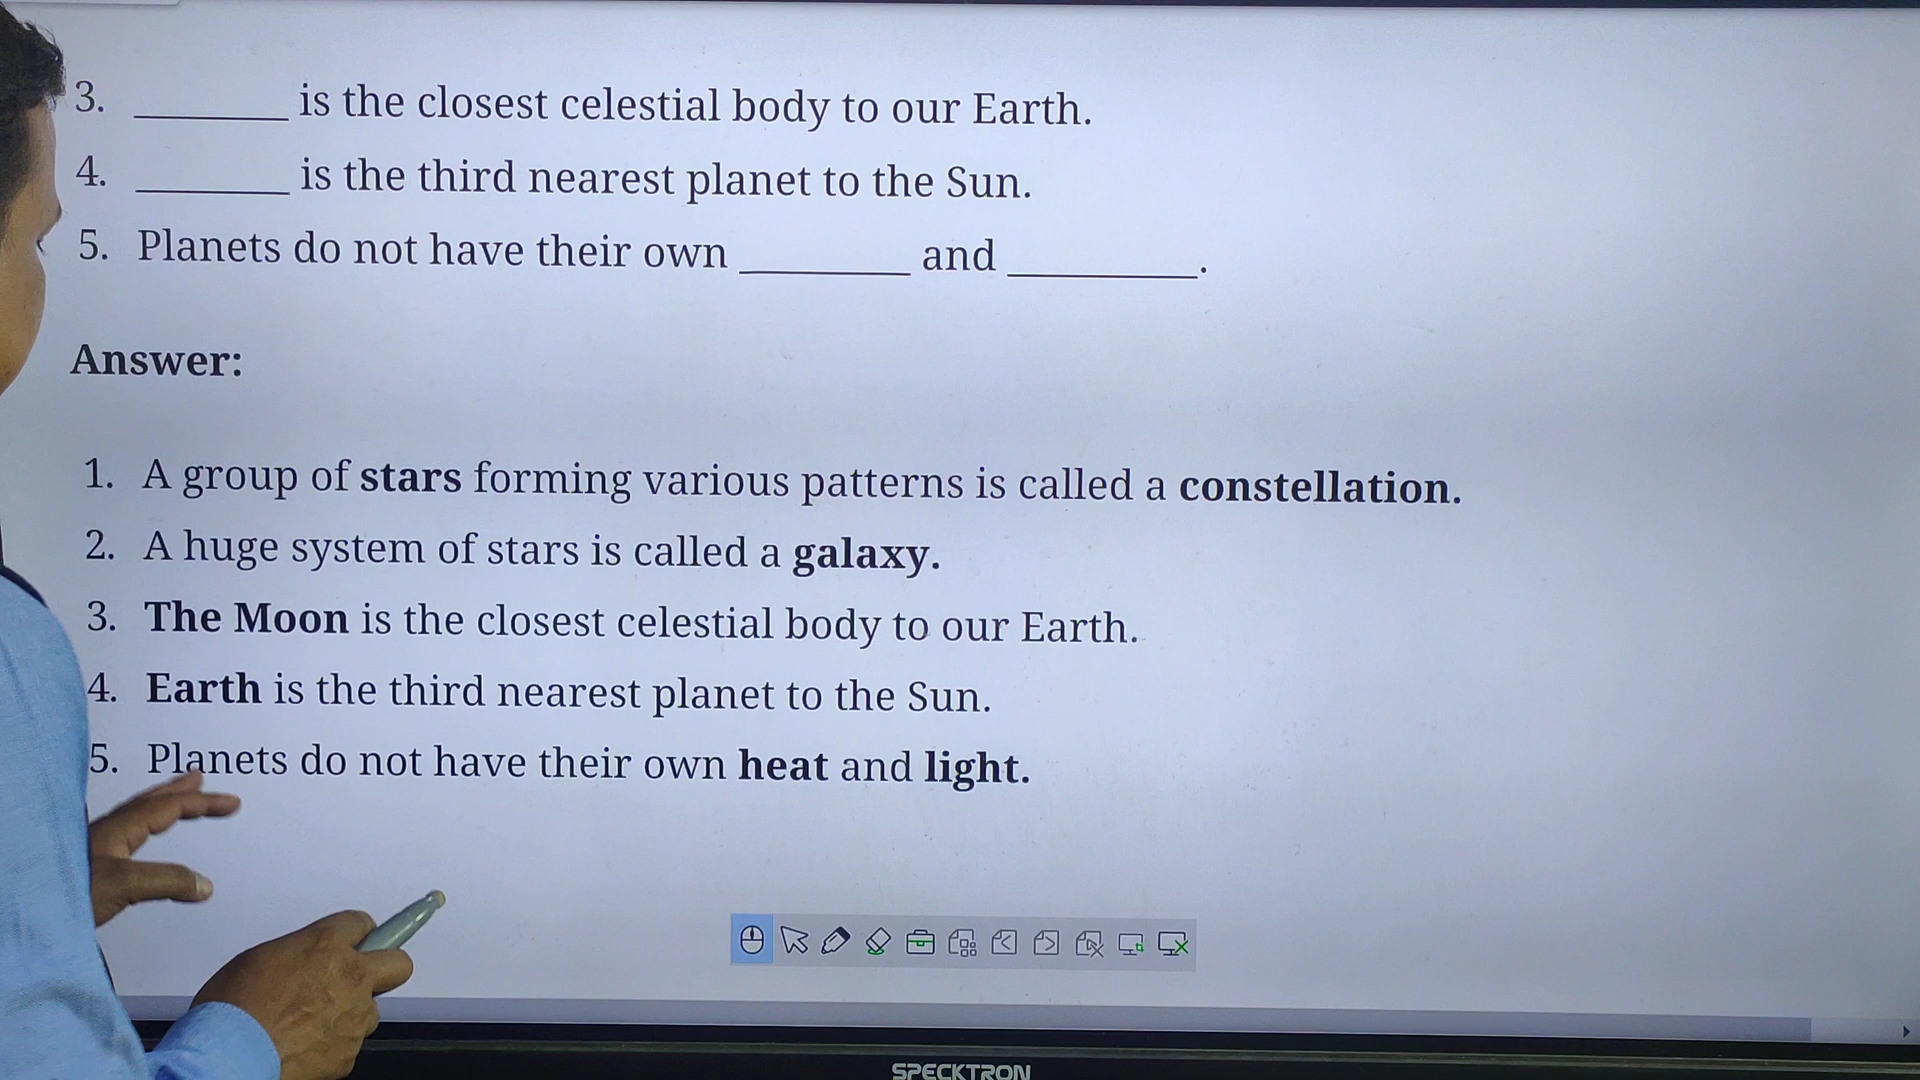 3. ________ is the closest celestial body to our Earth.
4. ________ is the third nearest planet to the Sun.
5. Planets do not have their own ________ and _________.
Answer:
1. A group of stars forming various patterns is called a constellation.
2. A huge system of stars is called a galaxy.
3. The Moon is the closest celestial body to our Earth.
4. Earth is the third nearest planet to the Sun.
5. Planets do not have their own heat and light.
SPECKTRON